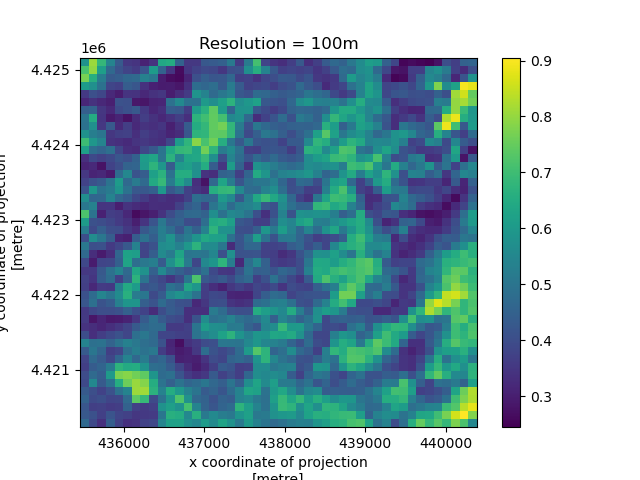 Resolution = 100m
1e6
4.425
4.424
4.423
4.422
4.421
y coordinate of projection
[metre]
436000 437000 438000 439000 440000
x coordinate of projection
[metre]
0.9
0.8
0.7
0.6
0.5
0.4
0.3